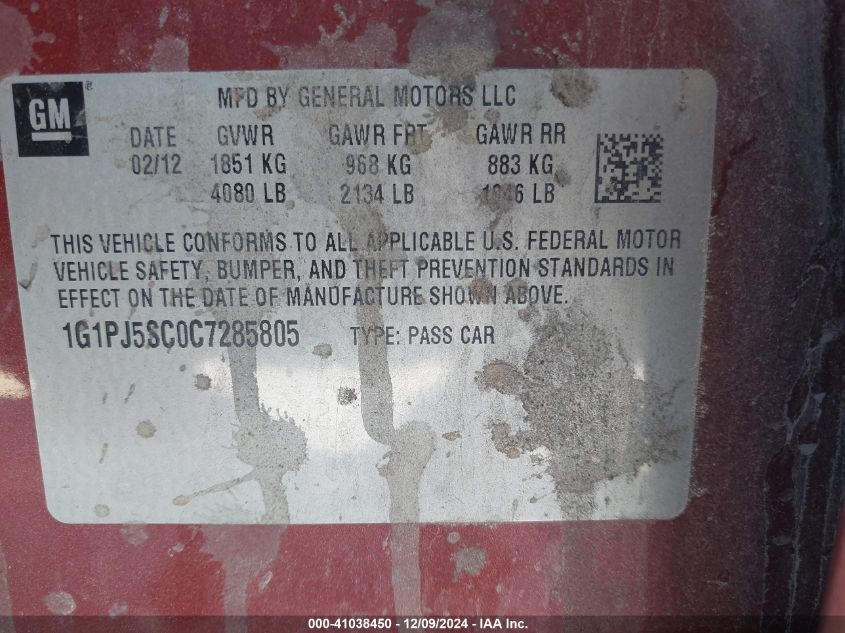 GM
®
MFD BY GENERAL MOTORS LLC
DATE GVWR GAWR FRT GAWR RR
02/12 1851 KG 968 KG 883 KG
4080 LB 2134 LB 1946 LB
THIS VEHICLE CONFORMS TO ALL APPLICABLE U.S. FEDERAL MOTOR
VEHICLE SAFETY, BUMPER, AND THEFT PREVENTION STANDARDS IN
EFFECT ON THE DATE OF MANUFACTURE SHOWN ABOVE.
1G1PJ5SC0C7285805 TYPE: PASS CAR
000-41038450 - 12/09/2024 - IAA Inc.